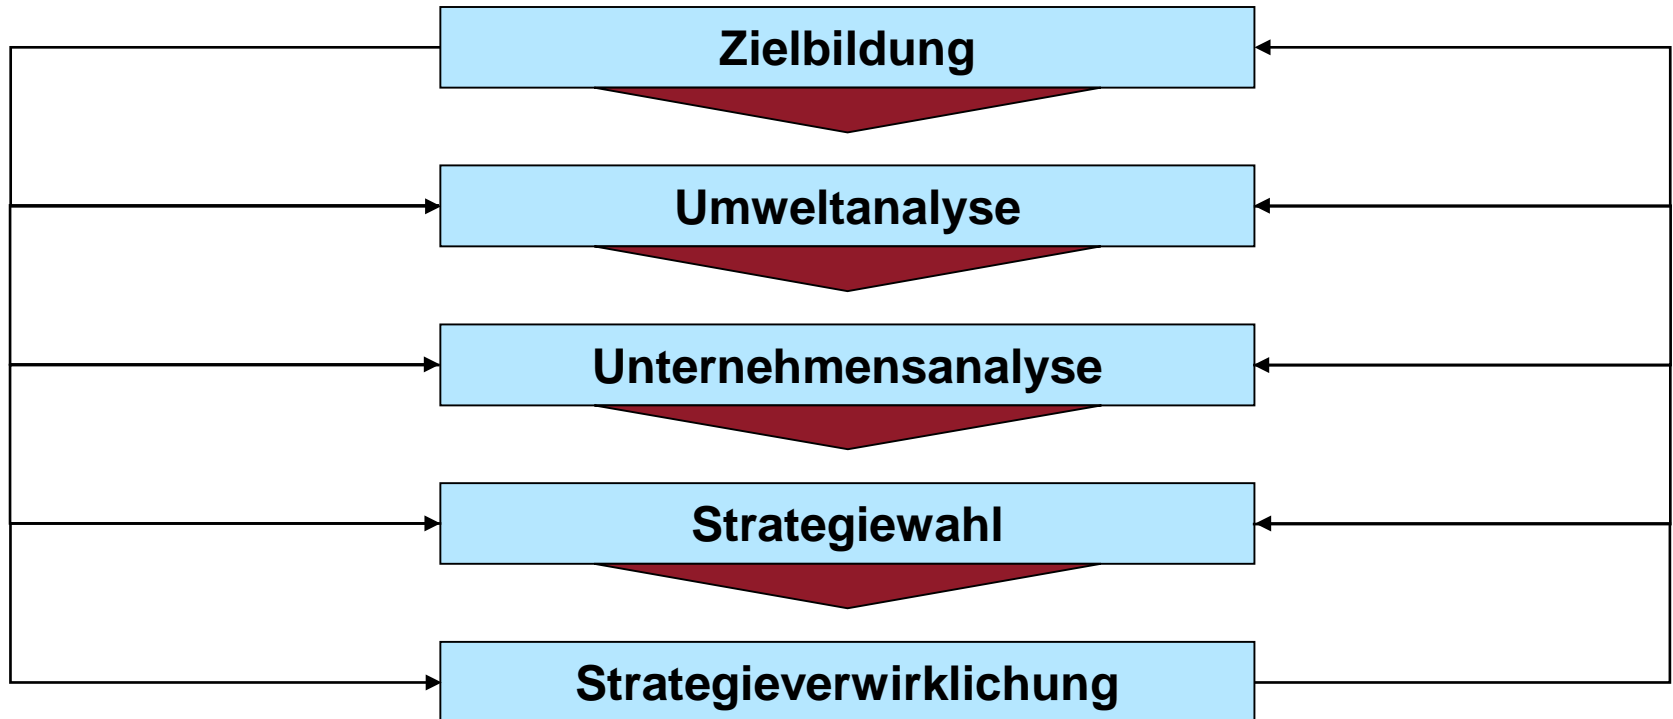 Zielbildung
Umweltanalyse
Unternehmensanalyse
Strategiewahl
Strategieverwirklichung